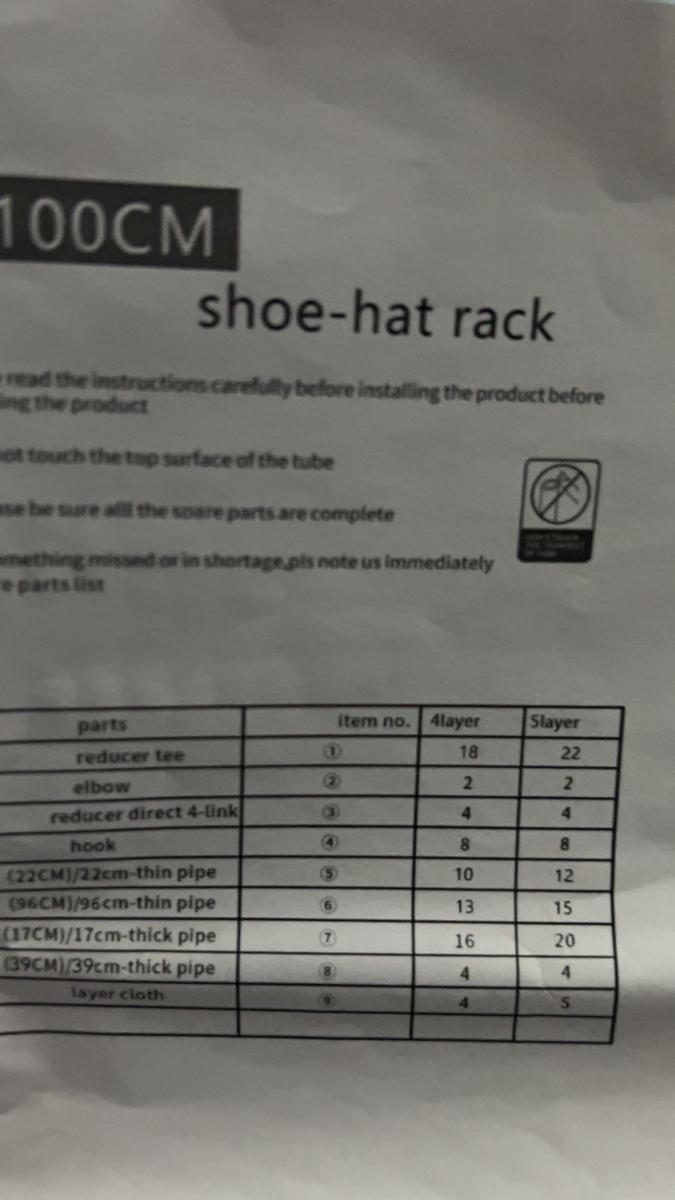 100CM
shoe-hat rack
read the instructions carefully before installing the product before
ing the product
ot touch the top surface of the tube
se be sure alll the spare parts are complete
mething missed or in shortage,pls note us immediately
e parts list
parts item no. 4layer 5layer
reducer tee ① 18 22
elbow ② 2 2
reducer direct 4-link ③ 4 4
hook ④ 8 8
(22CM)/22cm-thin pipe ⑤ 10 12
(96CM)/96cm-thin pipe ⑥ 13 15
(17CM)/17cm-thick pipe ⑦ 16 20
(39CM)/39cm-thick pipe ⑧ 4 4
layer cloth ⑨ 4 5